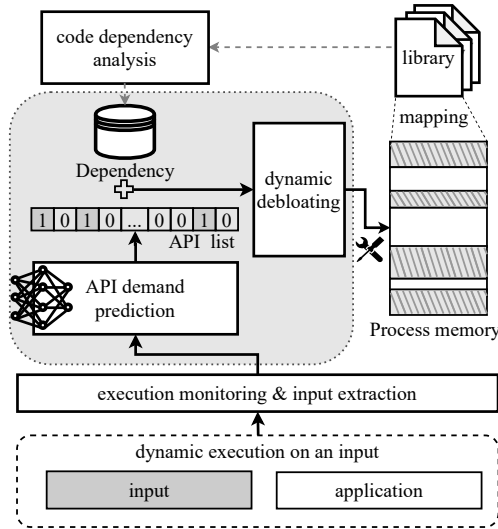 code dependency
analysis
library
mapping
Dependency
dynamic
debloating
1 0 1 0 ... 0 0 1 0
API list
API demand
prediction
Process memory
execution monitoring & input extraction
dynamic execution on an input
input
application